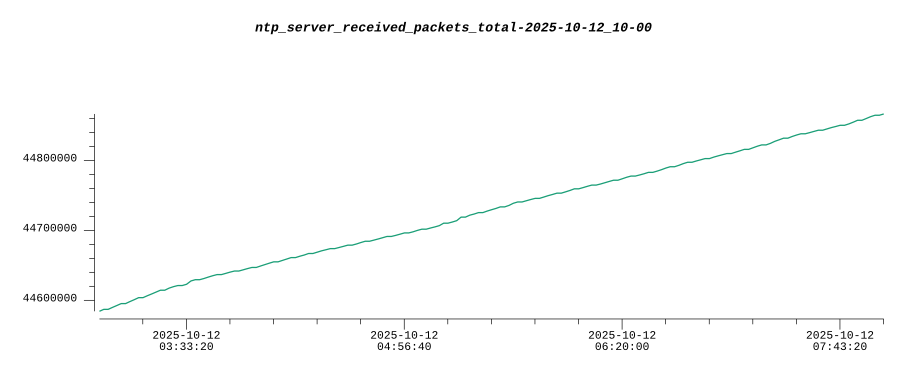 ntp_server_received_packets_total-2025-10-12_10-00
44800000
44700000
44600000
2025-10-12 2025-10-12 2025-10-12 2025-10-12
03:33:20 04:56:40 06:20:00 07:43:20